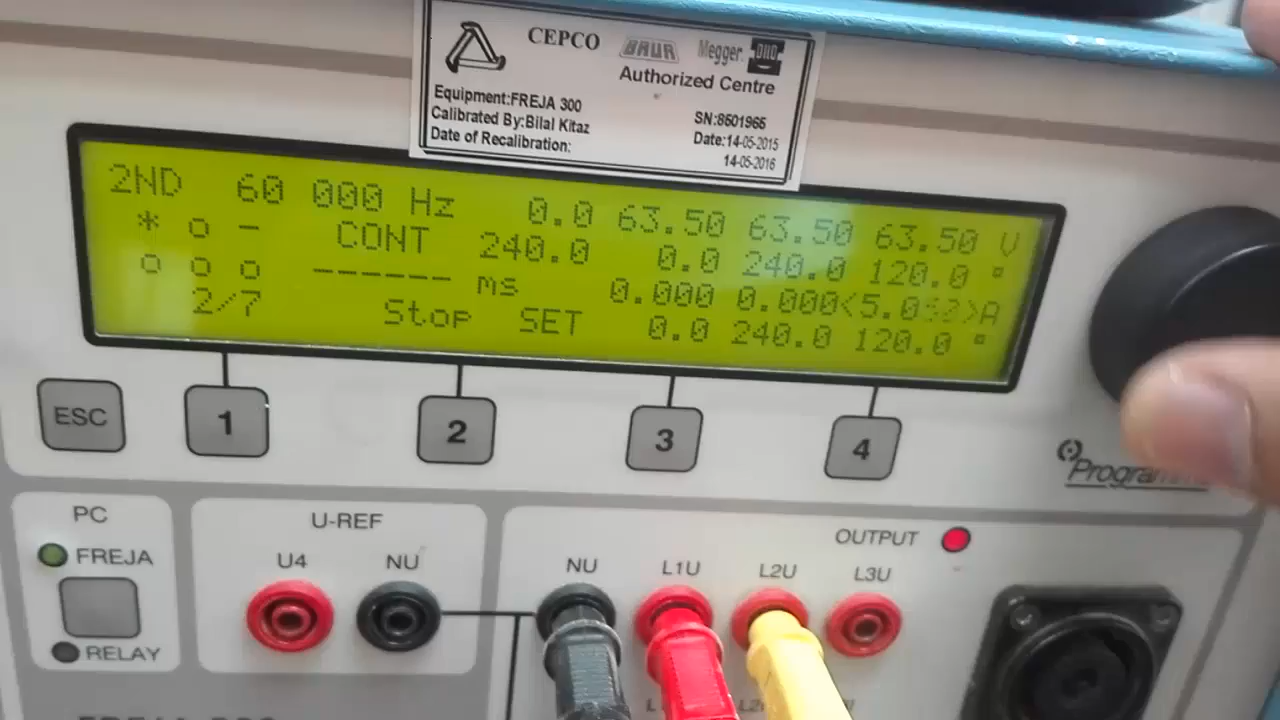 CEPCO BAUR Megger
Authorized Centre
Equipment:FREJA 300 SN:8601965
Calibrated By:Bilal Kitaz Date:14-05-2015
Date of Recalibration: 14-05-2016
2ND 60 000 Hz 0.0 63.50 63.50 63.50 V
* o - CONT 240.0 0.0 240.0 120.0 °
o o o ------ ms 0.000 0.000<5.0 >A
2/7 Stop SET 0.0 240.0 120.0 °
ESC 1 2 3 4
PC
FREJA
RELAY
U-REF
U4 NU
OUTPUT
NU L1U L2U L3U